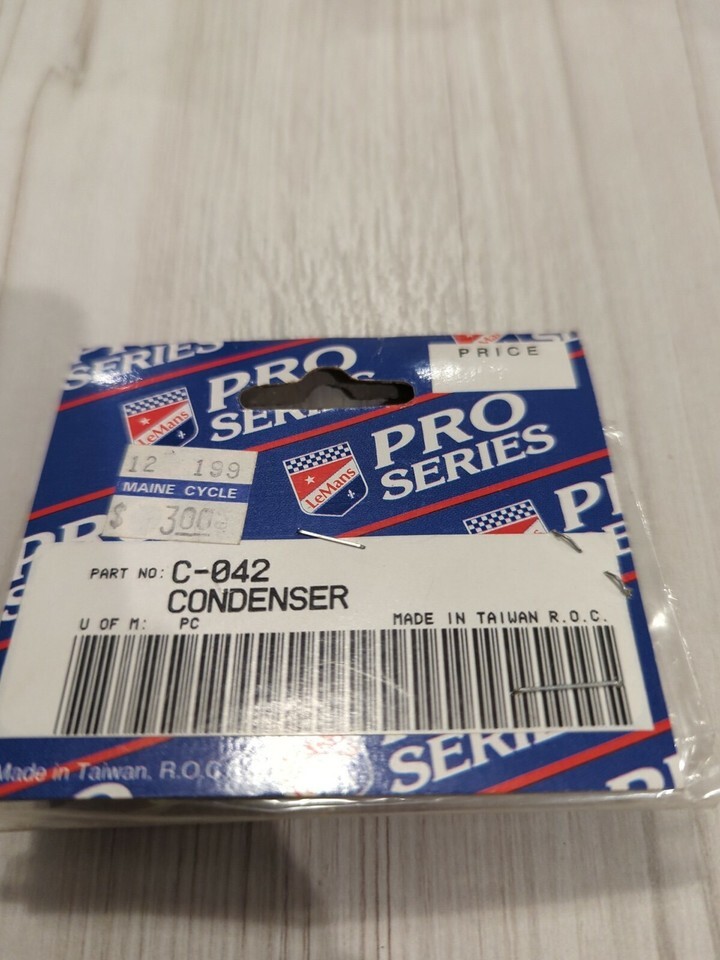 SERIES
PRO
SERIES
LeMans
PRICE
PRO
SERIES
LeMans
12 199
MAINE CYCLE
$ 300
PART NO: C-042
CONDENSER
U OF M: PC
MADE IN TAIWAN R.O.C.
Made in Taiwan, R.O.C
SERI